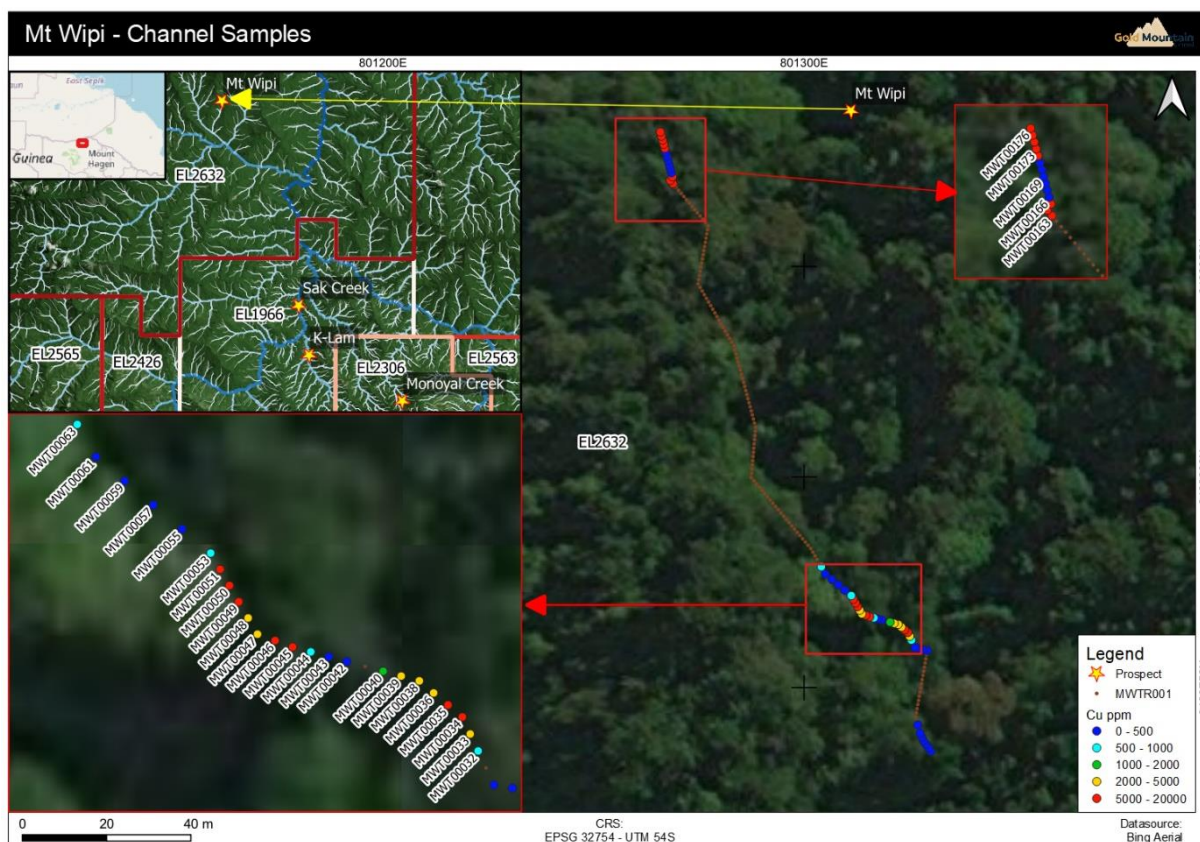 Mt Wipi - Channel Samples
Gold Mountain
801200E
801300E
East Sepik
Guinea
Mount
Hagen
Mt Wipi
EL2632
Sak Creek
EL1966
K-Lam
EL2565
EL2426
EL2306
EL2563
Monoyal Creek
Mt Wipi
MWT00176
MWT00173
MWT00169
MWT00166
MWT00163
EL2632
MWT00063
MWT00061
MWT00059
MWT00057
MWT00055
MWT00053
MWT00051
MWT00050
MWT00049
MWT00048
MWT00047
MWT00046
MWT00045
MWT00044
MWT00043
MWT00042
MWT00040
MWT00039
MWT00038
MWT00036
MWT00035
MWT00034
MWT00033
MWT00032
Legend
Prospect
MWTR001
Cu ppm
0 - 500
500 - 1000
1000 - 2000
2000 - 5000
5000 - 20000
0 20 40 m
CRS:
EPSG 32754 - UTM 54S
Datasource:
Bing Aerial